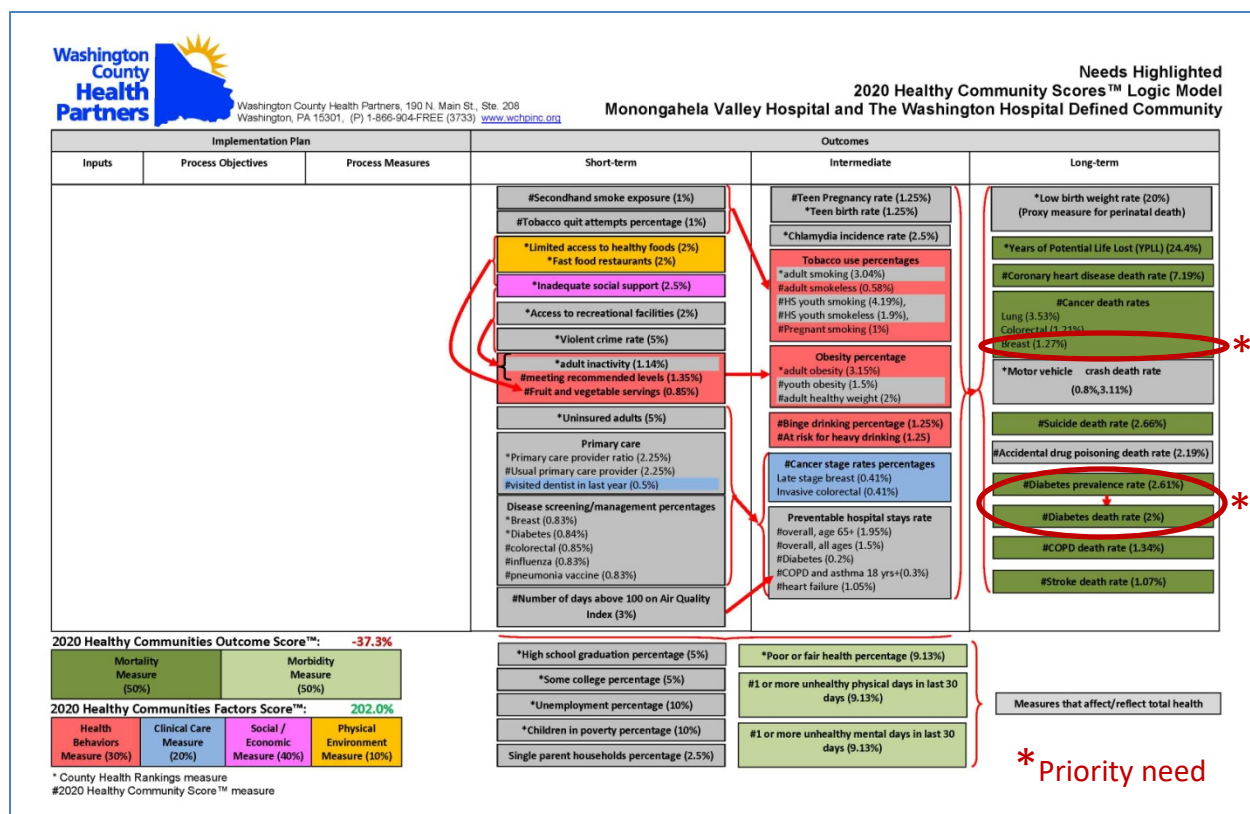 Washington
County
Health
Partners
Washington County Health Partners, 190 N. Main St., Ste. 208
Washington, PA 15301, (P) 1-866-904-FREE (3733) www.wchpinc.org
Needs Highlighted
2020 Healthy Community Scores™ Logic Model
Monongahela Valley Hospital and The Washington Hospital Defined Community
Implementation Plan
Outcomes
Inputs
Process Objectives
Process Measures
Short-term
Intermediate
Long-term
#Secondhand smoke exposure (1%)
#Tobacco quit attempts percentage (1%)
*Limited access to healthy foods (2%)
*Fast food restaurants (2%)
*Inadequate social support (2.5%)
*Access to recreational facilities (2%)
*Violent crime rate (5%)
*adult inactivity (1.14%)
#meeting recommended levels (1.35%)
#Fruit and vegetable servings (0.85%)
*Uninsured adults (5%)
Primary care
*Primary care provider ratio (2.25%)
#Usual primary care provider (2.25%)
#visited dentist in last year (0.5%)
Disease screening/management percentages
*Breast (0.83%)
*Diabetes (0.84%)
#colorectal (0.85%)
#influenza (0.83%)
#pneumonia vaccine (0.83%)
#Number of days above 100 on Air Quality
Index (3%)
#Teen Pregnancy rate (1.25%)
*Teen birth rate (1.25%)
*Chlamydia incidence rate (2.5%)
Tobacco use percentages
*adult smoking (3.04%)
#adult smokeless (0.58%)
#HS youth smoking (4.19%),
#HS youth smokeless (1.9%),
#Pregnant smoking (1%)
Obesity percentage
*adult obesity (3.15%)
#youth obesity (1.5%)
#adult healthy weight (2%)
#Binge drinking percentage (1.25%)
#At risk for heavy drinking (1.25)
#Cancer stage rates percentages
Late stage breast (0.41%)
Invasive colorectal (0.41%)
Preventable hospital stays rate
#overall, age 65+ (1.95%)
#overall, all ages (1.5%)
#Diabetes (0.2%)
#COPD and asthma 18 yrs+(0.3%)
#heart failure (1.05%)
*Low birth weight rate (20%)
(Proxy measure for perinatal death)
*Years of Potential Life Lost (YPLL) (24.4%)
#Coronary heart disease death rate (7.19%)
#Cancer death rates
Lung (3.53%)
Colorectal (1.21%)
Breast (1.27%)
*
*Motor vehicle crash death rate
(0.8%,3.11%)
#Suicide death rate (2.66%)
#Accidental drug poisoning death rate (2.19%)
#Diabetes prevalence rate (2.61%)
*
#Diabetes death rate (2%)
#COPD death rate (1.34%)
#Stroke death rate (1.07%)
2020 Healthy Communities Outcome Score™: -37.3%
Mortality
Measure
(50%)
Morbidity
Measure
(50%)
2020 Healthy Communities Factors Score™: 202.0%
Health
Behaviors
Measure (30%)
Clinical Care
Measure
(20%)
Social /
Economic
Measure (40%)
Physical
Environment
Measure (10%)
* County Health Rankings measure
#2020 Healthy Community Score™ measure
*High school graduation percentage (5%)
*Some college percentage (5%)
*Unemployment percentage (10%)
*Children in poverty percentage (10%)
Single parent households percentage (2.5%)
*Poor or fair health percentage (9.13%)
#1 or more unhealthy physical days in last 30
days (9.13%)
#1 or more unhealthy mental days in last 30
days (9.13%)
Measures that affect/reflect total health
*Priority need